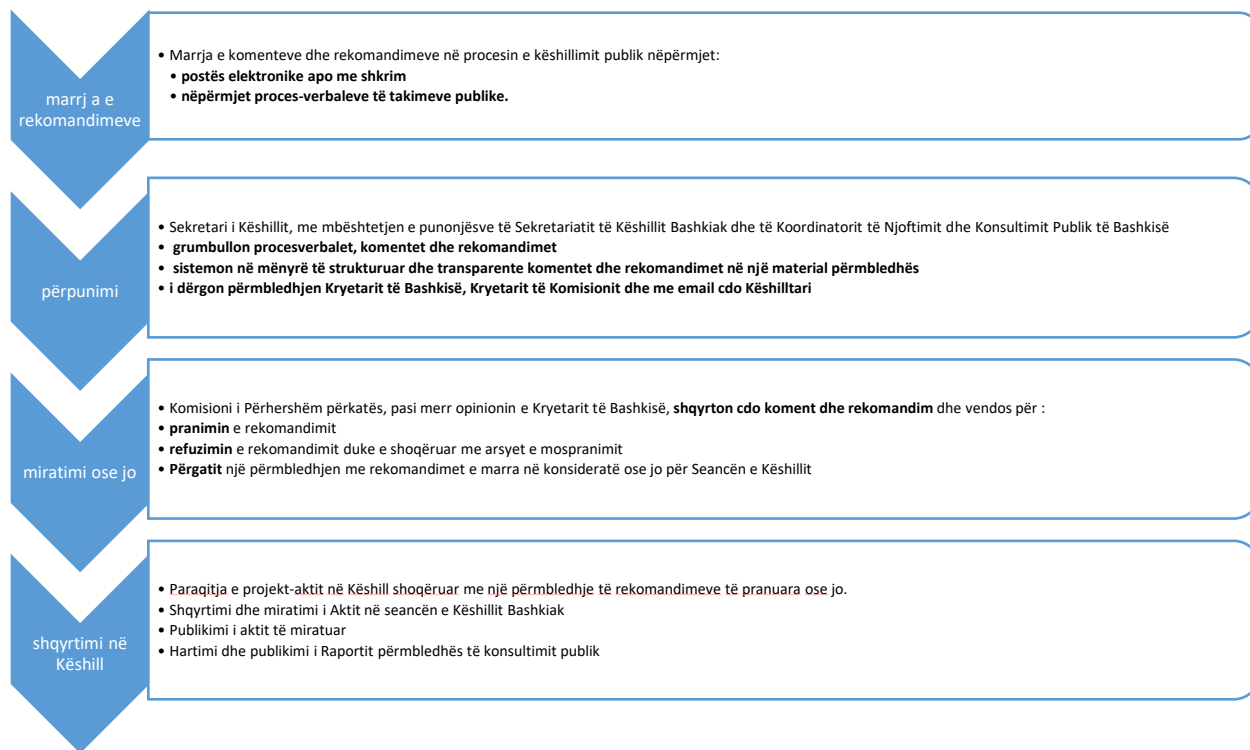 marrj a e
rekomandimeve
• Marrja e komenteve dhe rekomandimeve në procesin e këshillimit publik nëpërmjet:
• postës elektronike apo me shkrim
• nëpërmjet proces-verbaleve të takimeve publike.
përpunimi
• Sekretari i Këshillit, me mbështetjen e punonjësve të Sekretariatit të Këshillit Bashkiak dhe të Koordinatorit të Njoftimit dhe Konsultimit Publik të Bashkisë
• grumbullon procesverbalet, komentet dhe rekomandimet
• sistemon në mënyrë të strukturuar dhe transparente komentet dhe rekomandimet në një material përmbledhës
• i dërgon përmbledhjen Kryetarit të Bashkisë, Kryetarit të Komisionit dhe me email cdo Këshilltari
miratimi ose jo
• Komisioni i Përhershëm përkatës, pasi merr opinionin e Kryetarit të Bashkisë, shqyrton cdo koment dhe rekomandim dhe vendos për :
• pranimin e rekomandimit
• refuzimin e rekomandimit duke e shoqëruar me arsyet e mospranimit
• Përgatit një përmbledhjen me rekomandimet e marra në konsideratë ose jo për Seancën e Këshillit
shqyrtimi në
Këshill
• Paraqitja e projekt-aktit në Këshill shoqëruar me një përmbledhje të rekomandimeve të pranuara ose jo.
• Shqyrtimi dhe miratimi i Aktit në seancën e Këshillit Bashkiak
• Publikimi i aktit të miratuar
• Hartimi dhe publikimi i Raportit përmbledhës të konsultimit publik